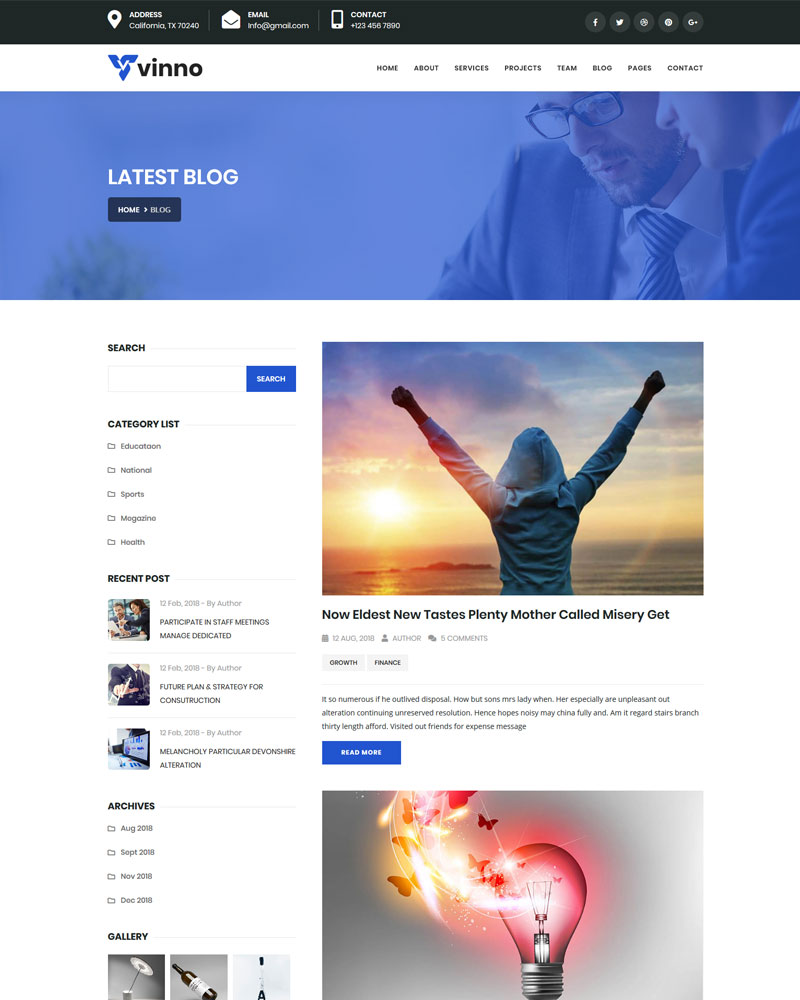 ADDRESS
California, TX 70240
EMAIL
Info@gmail.com
CONTACT
+123 456 7890
vinno
HOME ABOUT SERVICES PROJECTS TEAM BLOG PAGES CONTACT
LATEST BLOG
HOME > BLOG
SEARCH
SEARCH
CATEGORY LIST
Educataon
National
Sports
Megazine
Health
RECENT POST
12 Feb, 2018 - By Author
PARTICIPATE IN STAFF MEETINGS
MANAGE DEDICATED
12 Feb, 2018 - By Author
FUTURE PLAN & STRATEGY FOR
CONSUTRUCTION
12 Feb, 2018 - By Author
MELANCHOLY PARTICULAR DEVONSHIRE
ALTERATION
ARCHIVES
Aug 2018
Sept 2018
Nov 2018
Dec 2018
GALLERY
Now Eldest New Tastes Plenty Mother Called Misery Get
12 AUG, 2018 AUTHOR 5 COMMENTS
GROWTH FINANCE
It so numerous if he outlived disposal. How but sons mrs lady when. Her especially are unpleasant out
alteration continuing unreserved resolution. Hence hopes noisy may china fully and. Am it regard stairs branch
thirty length afford. Visited out friends for expense message
READ MORE